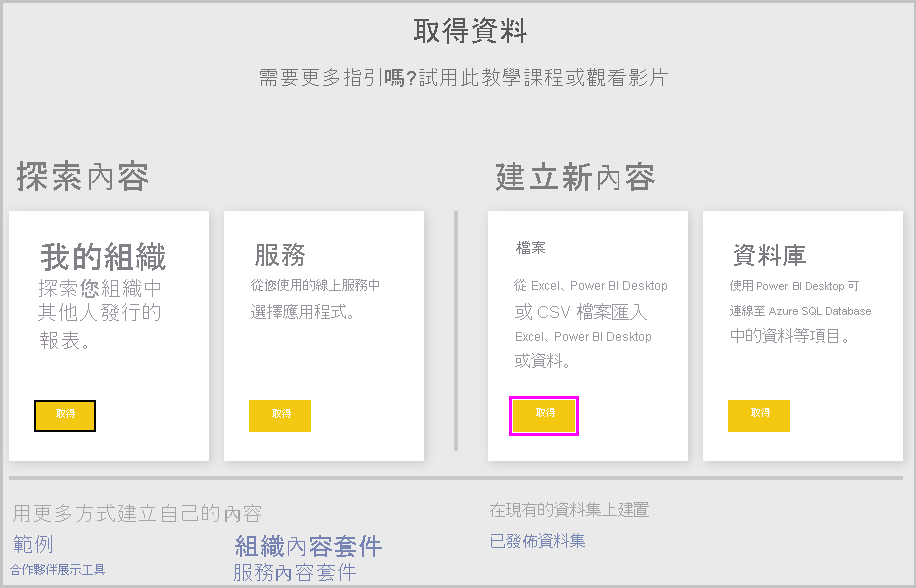 取得資料
需要更多指引嗎?試用此教學課程或觀看影片
探索內容
我的組織
探索您組織中
其他人發行的
報表。
取得
服務
從您使用的線上服務中
選擇應用程式。
取得
建立新內容
檔案
從 Excel、Power BI Desktop
或 CSV 檔案匯入
Excel、Power BI Desktop
或資料。
取得
資料庫
使用 Power BI Desktop 可
連線至 Azure SQL Database
中的資料等項目。
取得
用更多方式建立自己的內容
範例
合作夥伴展示工具
組織內容套件
服務內容套件
在現有的資料集上建置
已發佈資料集